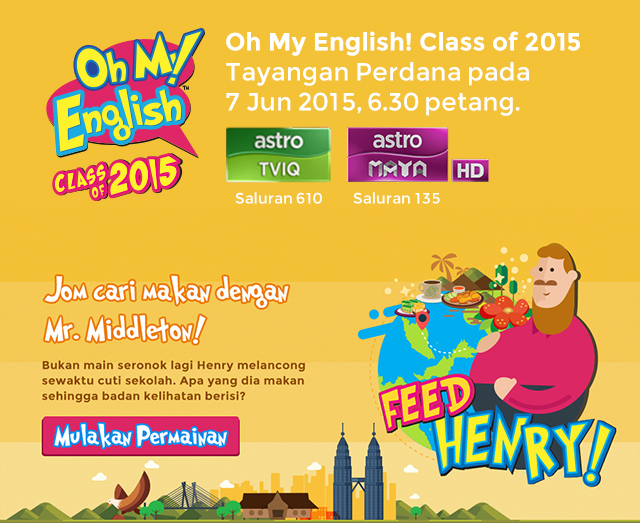 Oh My!
English™
CLASS OF 2015
Oh My English! Class of 2015
Tayangan Perdana pada
7 Jun 2015, 6.30 petang.
astro
TVIQ
Saluran 610
astro
MAYA HD
Saluran 135
Jom cari makan dengan
Mr. Middleton!
Bukan main seronok lagi Henry melancong
sewaktu cuti sekolah. Apa yang dia makan
sehingga badan kelihatan berisi?
Mulakan Permainan
FEED
HENRY!